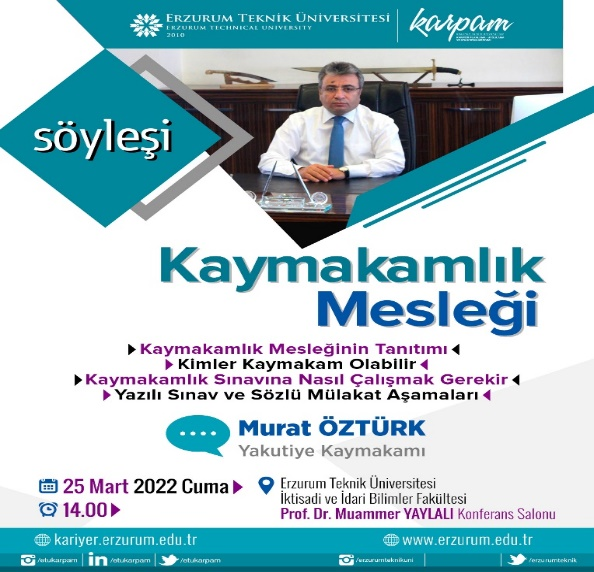 ERZURUM TEKNİK ÜNİVERSİTESİ
ERZURUM TECHNICAL UNIVERSITY
2010
karpam
söyleşi
Kaymakamlık
Mesleği
Kaymakamlık Mesleğinin Tanıtımı
Kimler Kaymakam Olabilir
Kaymakamlık Sınavına Nasıl Çalışmak Gerekir
Yazılı Sınav ve Sözlü Mülakat Aşamaları
Murat ÖZTÜRK
Yakutiye Kaymakamı
25 Mart 2022 Cuma
14.00
Erzurum Teknik Üniversitesi
İktisadi ve İdari Bilimler Fakültesi
Prof. Dr. Muammer YAYLALI Konferans Salonu
kariyer.erzurum.edu.tr
www.erzurum.edu.tr
/etukarpam /etukarpam /etukarpam
/erzurumteknikuni /erzurumteknik